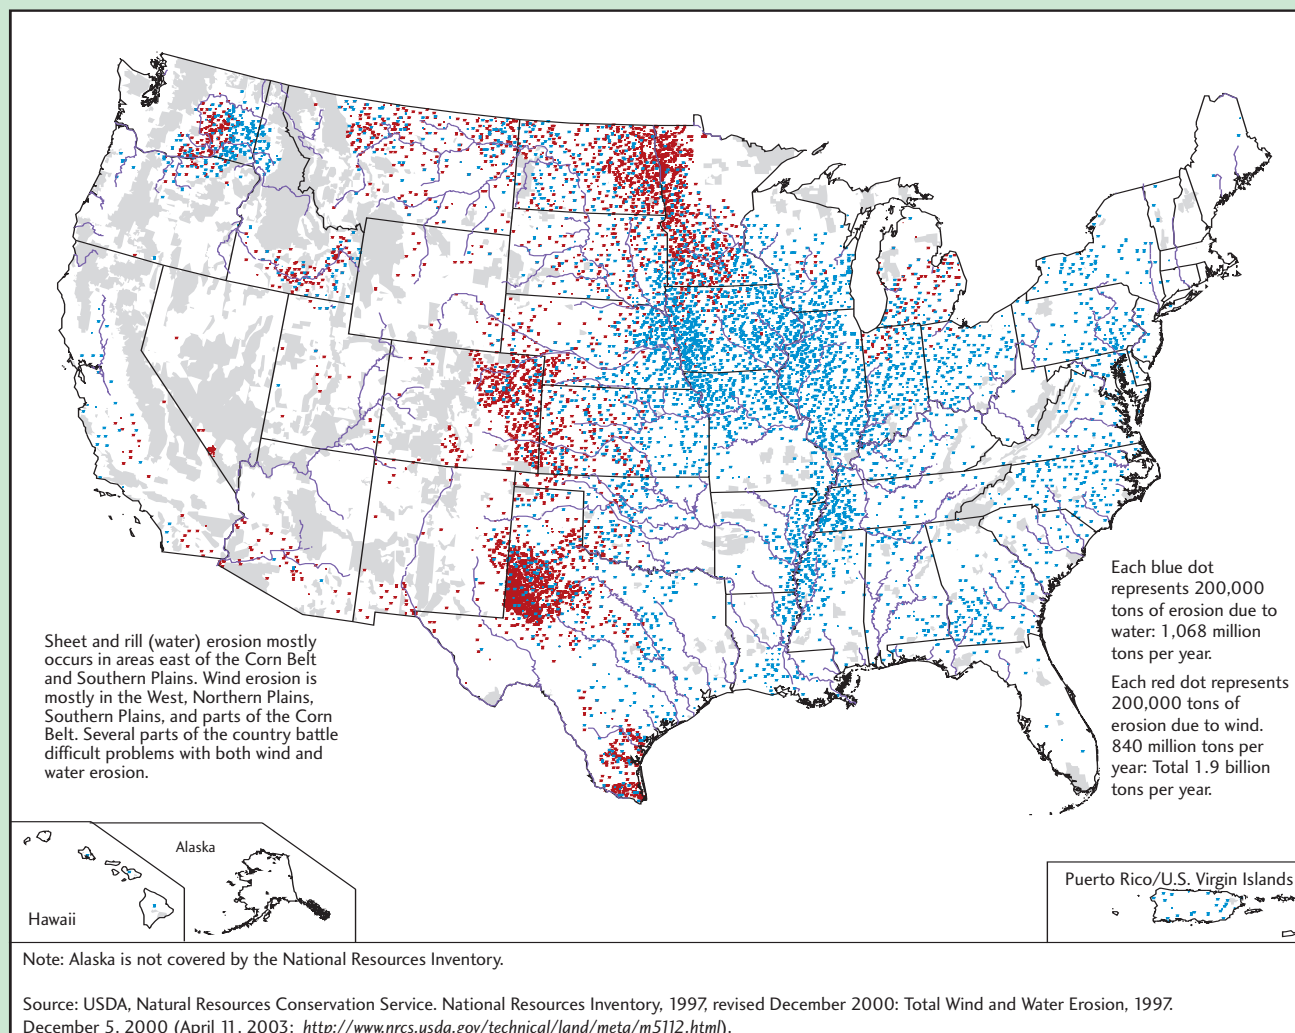 Each blue dot
represents 200,000
tons of erosion due to
water: 1,068 million
tons per year.
Each red dot represents
200,000 tons of
erosion due to wind.
840 million tons per
year: Total 1.9 billion
tons per year.
Sheet and rill (water) erosion mostly
occurs in areas east of the Corn Belt
and Southern Plains. Wind erosion is
mostly in the West, Northern Plains,
Southern Plains, and parts of the Corn
Belt. Several parts of the country battle
difficult problems with both wind and
water erosion.
Alaska
Hawaii
Puerto Rico/U.S. Virgin Islands
Note: Alaska is not covered by the National Resources Inventory.
Source: USDA, Natural Resources Conservation Service. National Resources Inventory, 1997, revised December 2000: Total Wind and Water Erosion, 1997.
December 5, 2000 (April 11, 2003; http://www.nrcs.usda.gov/technical/land/meta/m5112.html).